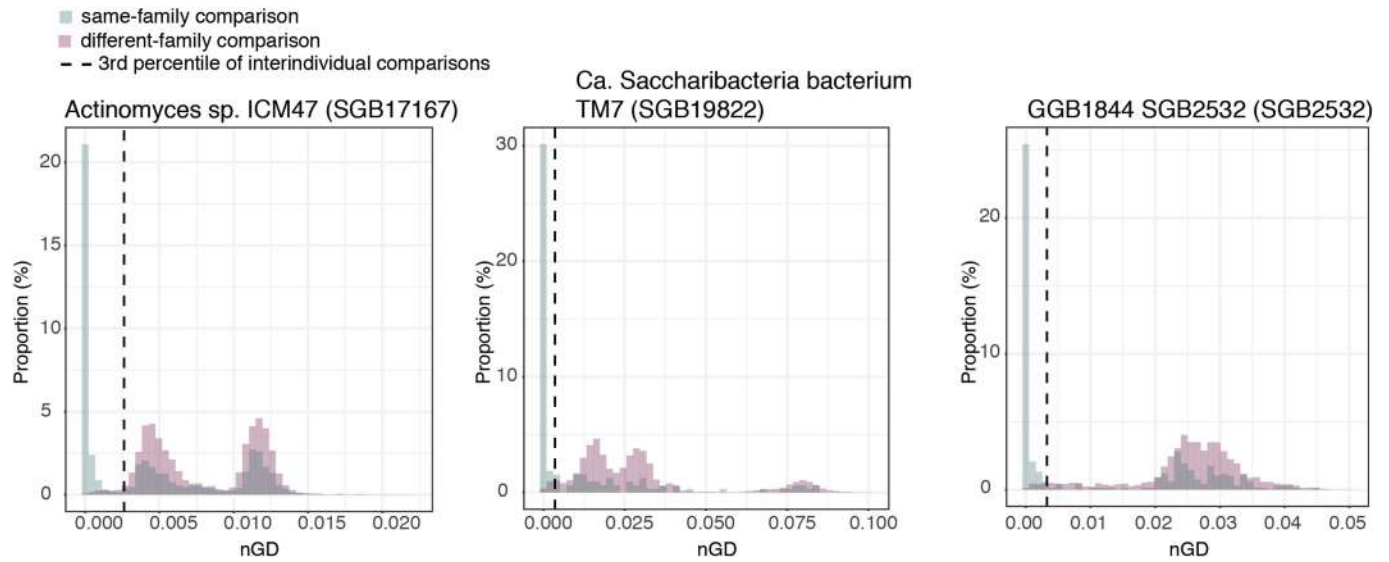 same-family comparison
different-family comparison
3rd percentile of interindividual comparisons
Actinomyces sp. ICM47 (SGB17167)
20
15
10
5
0
Proportion (%)
0.000 0.005 0.010 0.015 0.020
nGD
Ca. Saccharibacteria bacterium
TM7 (SGB19822)
30
20
10
0
Proportion (%)
0.000 0.025 0.050 0.075 0.100
nGD
GGB1844 SGB2532 (SGB2532)
20
10
0
Proportion (%)
0.00 0.01 0.02 0.03 0.04 0.05
nGD